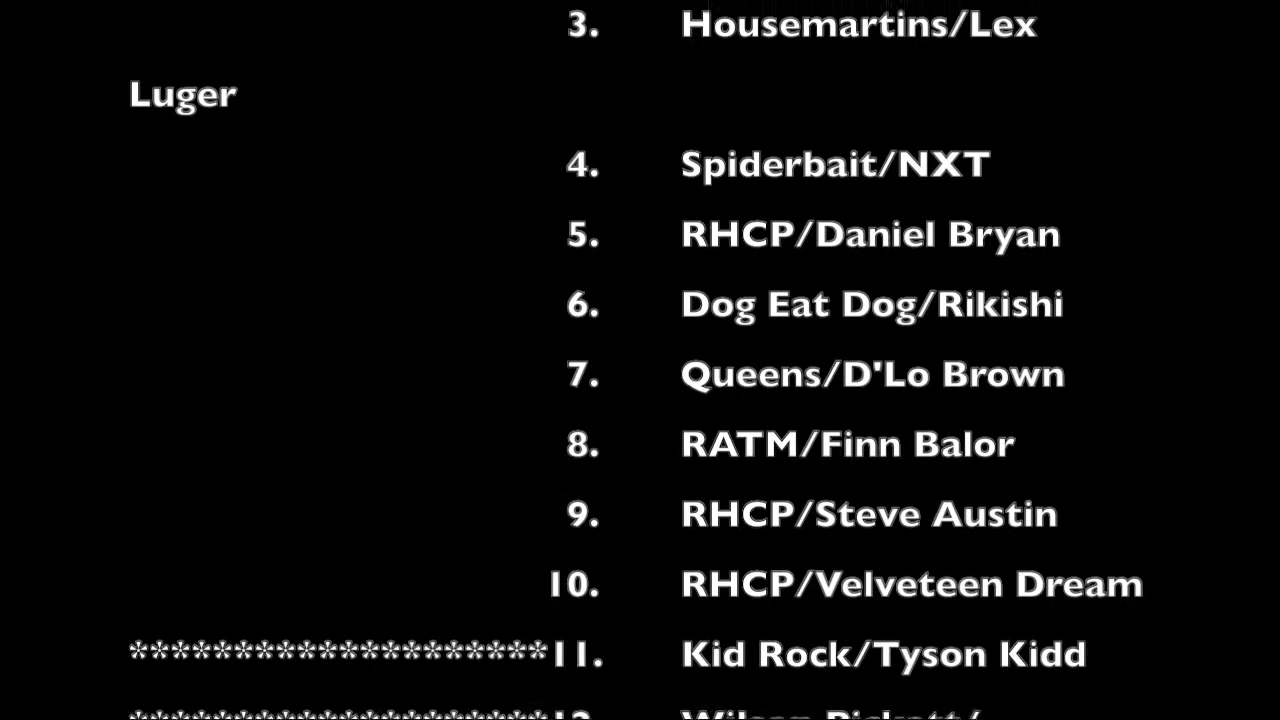 3. Housemartins/Lex
Luger
4. Spiderbait/NXT
5. RHCP/Daniel Bryan
6. Dog Eat Dog/Rikishi
7. Queens/D'Lo Brown
8. RATM/Finn Balor
9. RHCP/Steve Austin
10. RHCP/Velveteen Dream
********************11. Kid Rock/Tyson Kidd